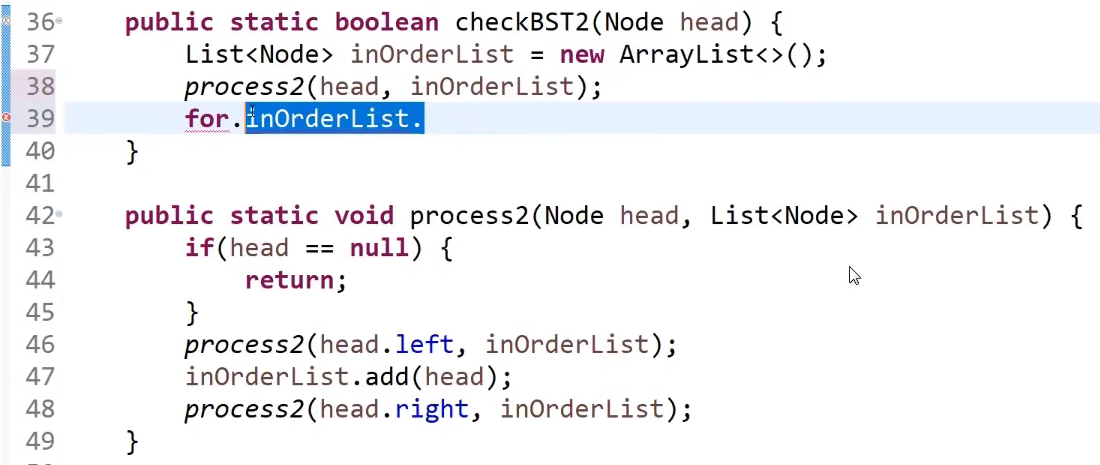 36 public static boolean checkBST2(Node head) {
37 List<Node> inOrderList = new ArrayList<>();
38 process2(head, inOrderList);
39 for.inOrderList.
40 }
41
42 public static void process2(Node head, List<Node> inOrderList) {
43 if(head == null) {
44 return;
45 }
46 process2(head.left, inOrderList);
47 inOrderList.add(head);
48 process2(head.right, inOrderList);
49 }